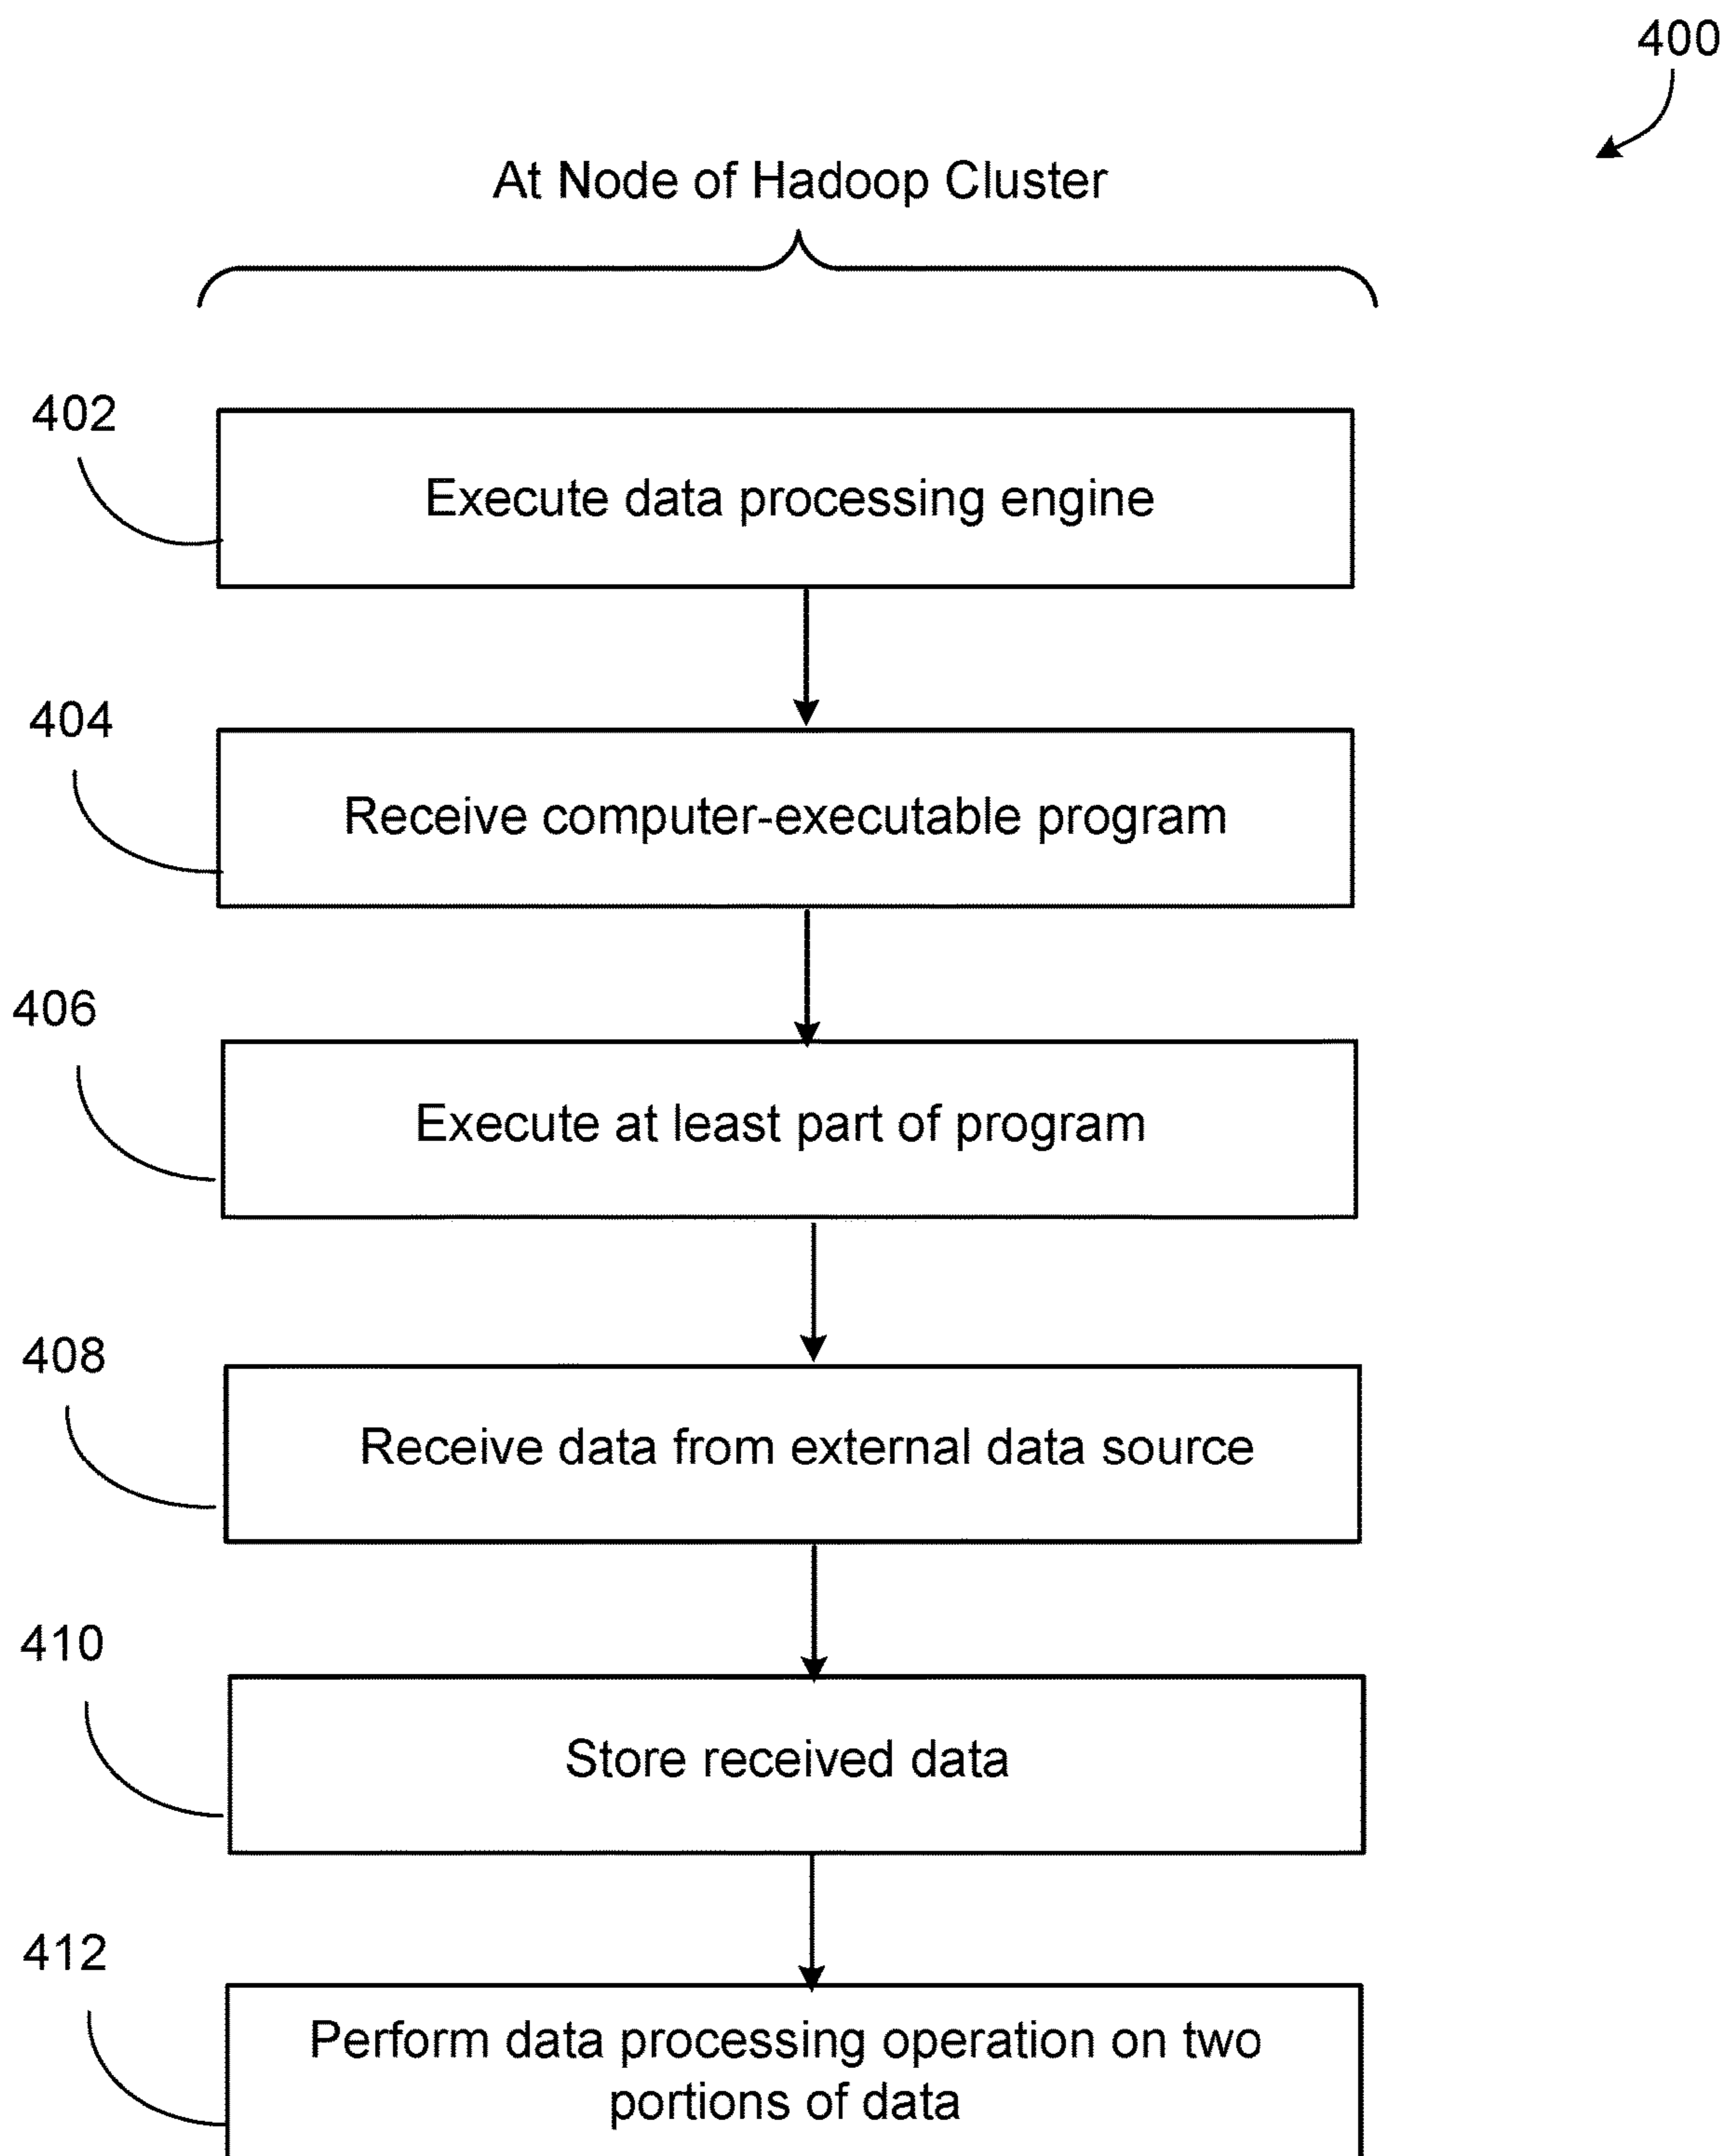 400
At Node of Hadoop Cluster
402
Execute data processing engine
404
Receive computer-executable program
406
Execute at least part of program
408
Receive data from external data source
410
Store received data
412
Perform data processing operation on two
portions of data